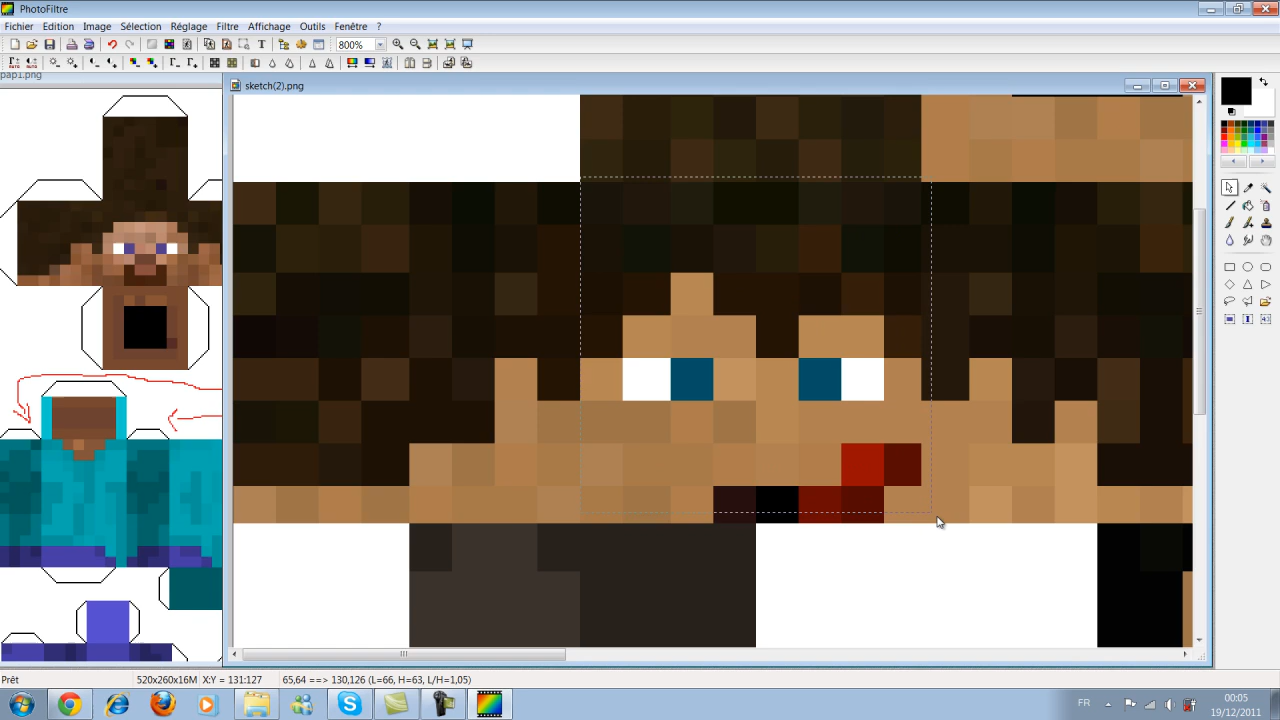 PhotoFiltre
Fichier Edition Image Sélection Réglage Filtre Affichage Outils Fenêtre ?
800%
pap1.png
sketch(2).png
Prêt
520x260x16M X:Y = 131:127 65,64 ==> 130,126 (L=66, H=63, L/H=1,05)
FR
00:05
19/12/2011